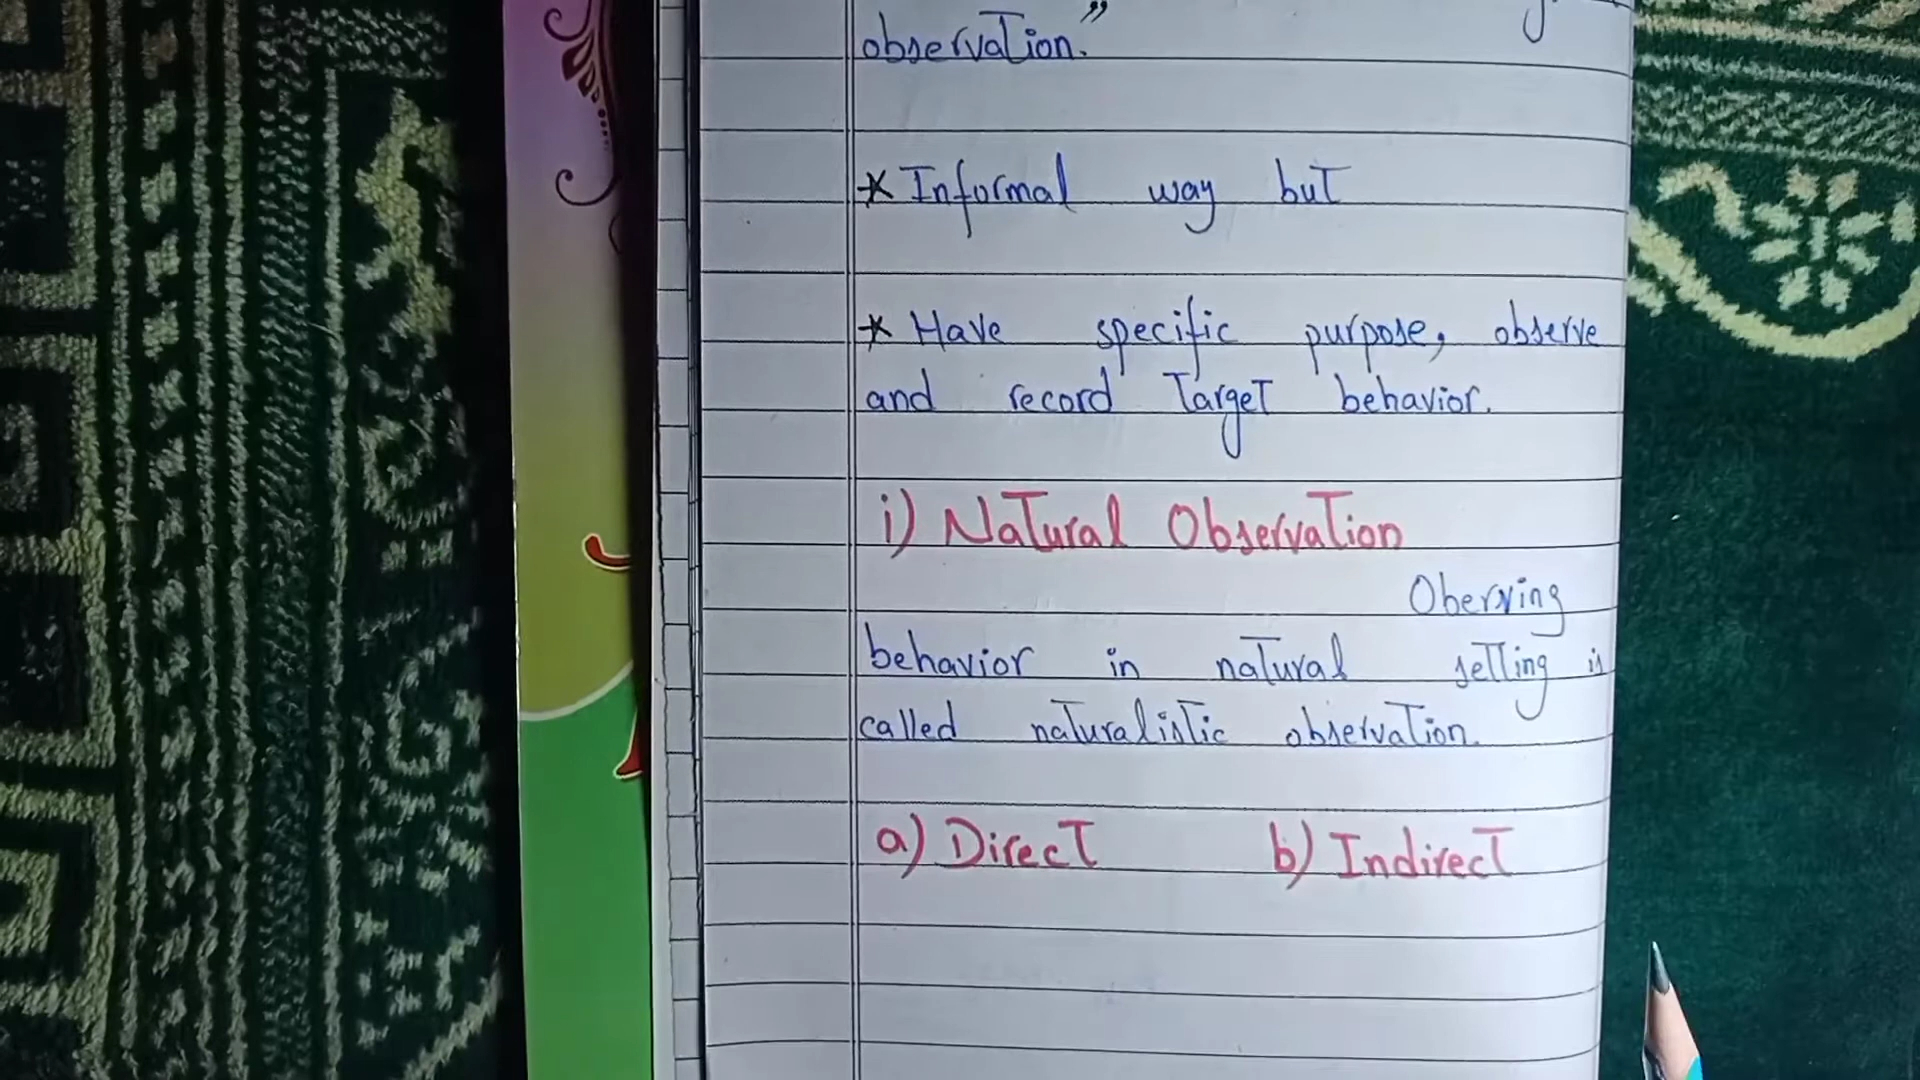 observation."
* Informal way but
* Have specific purpose, observe
and record Target behavior.
i) Natural Observation
Oberving
behavior in natural setting is
called naturalistic observation.
a) Direct b) Indirect